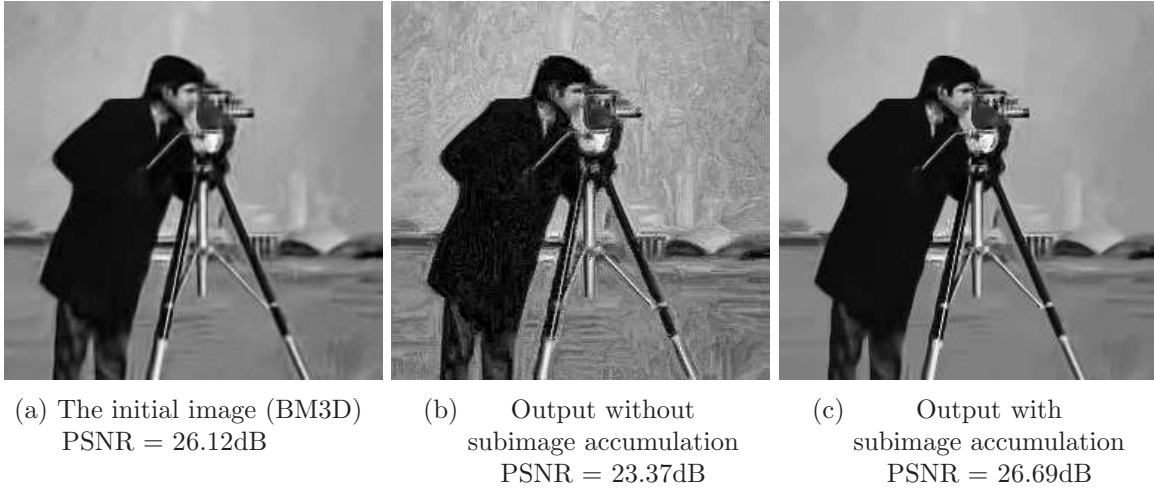 (a) The initial image (BM3D)
PSNR = 26.12dB
(b) Output without
subimage accumulation
PSNR = 23.37dB
(c) Output with
subimage accumulation
PSNR = 26.69dB